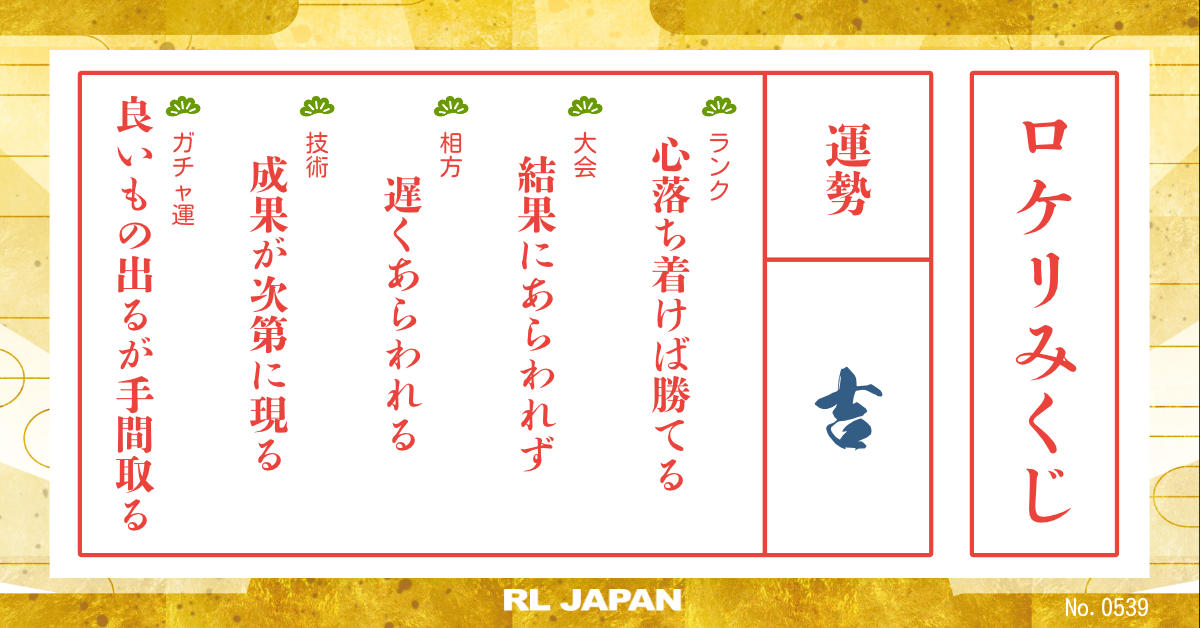 ロケリみくじ
運勢
吉
ランク
心落ち着けば勝てる
大会
結果にあらわれず
相方
遅くあらわれる
技術
成果が次第に現る
ガチャ運
良いもの出るが手間取る
RL JAPAN
No. 0539